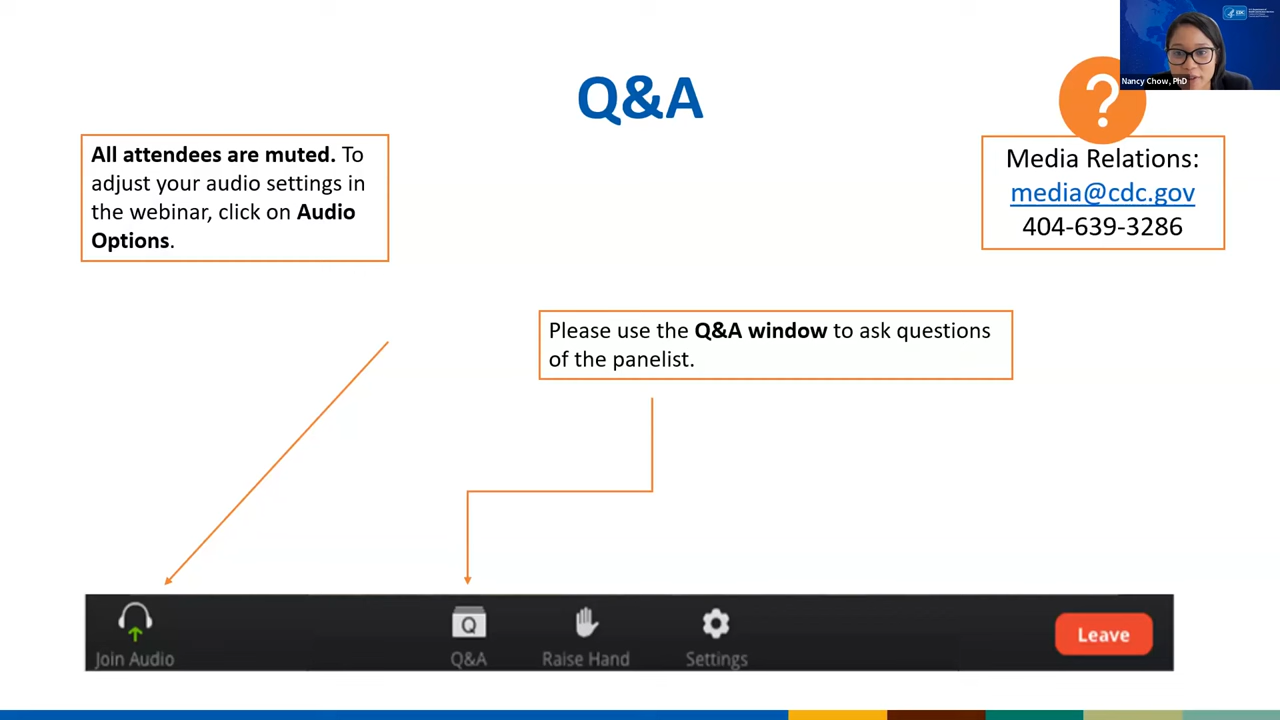 Q&A
Nancy Chow, PhD
CDC
All attendees are muted. To
adjust your audio settings in
the webinar, click on Audio
Options.
?
Media Relations:
media@cdc.gov
404-639-3286
Please use the Q&A window to ask questions
of the panelist.
Join Audio
Q
Q&A
Raise Hand
Settings
Leave